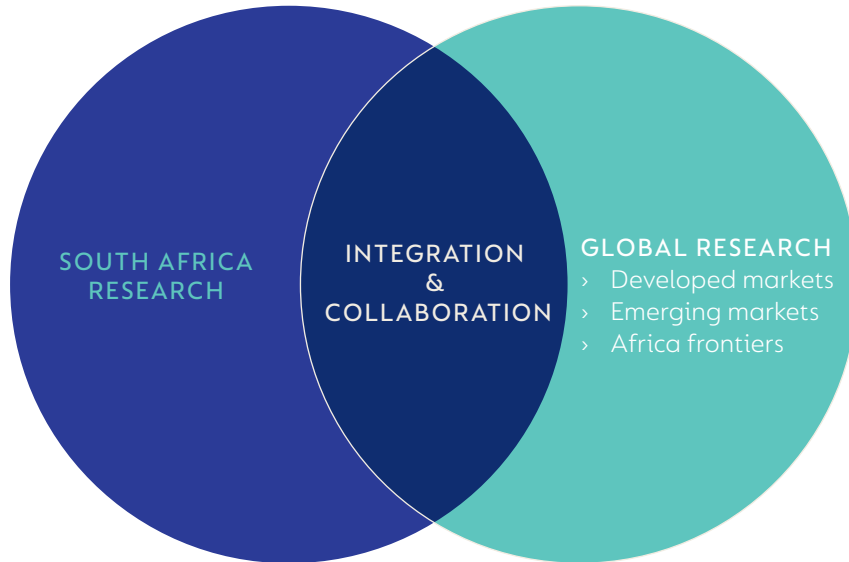 SOUTH AFRICA
RESEARCH
INTEGRATION
&
COLLABORATION
GLOBAL RESEARCH
› Developed markets
› Emerging markets
› Africa frontiers